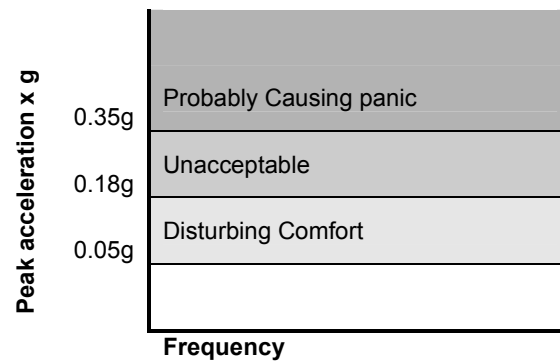 Peak acceleration x g
Probably Causing panic
0.35g
Unacceptable
0.18g
Disturbing Comfort
0.05g
Frequency